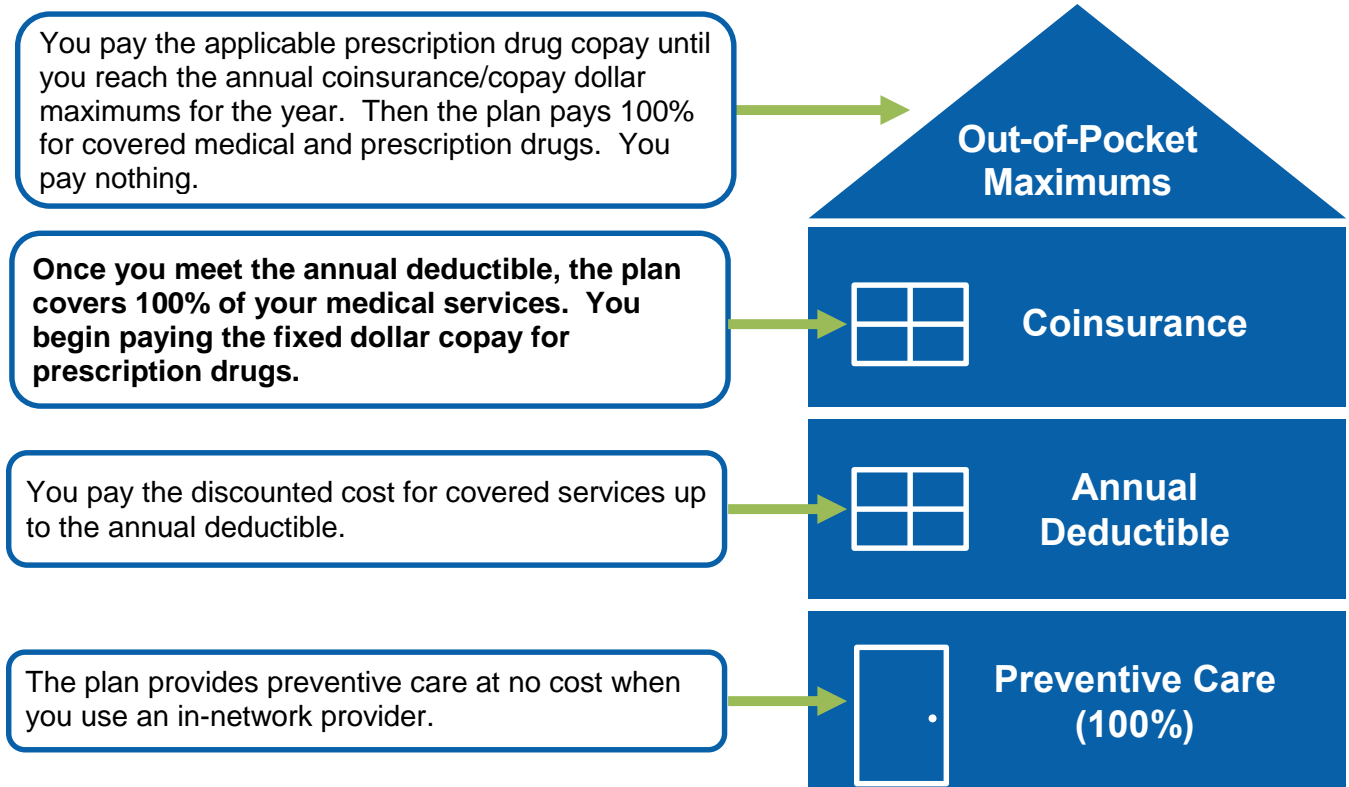 You pay the applicable prescription drug copay until
you reach the annual coinsurance/copay dollar
maximums for the year.  Then the plan pays 100%
for covered medical and prescription drugs.  You
pay nothing.
Out-of-Pocket
Maximums
Once you meet the annual deductible, the plan
covers 100% of your medical services.  You
begin paying the fixed dollar copay for
prescription drugs.
Coinsurance
You pay the discounted cost for covered services up
to the annual deductible.
Annual
Deductible
The plan provides preventive care at no cost when
you use an in-network provider.
Preventive Care
(100%)